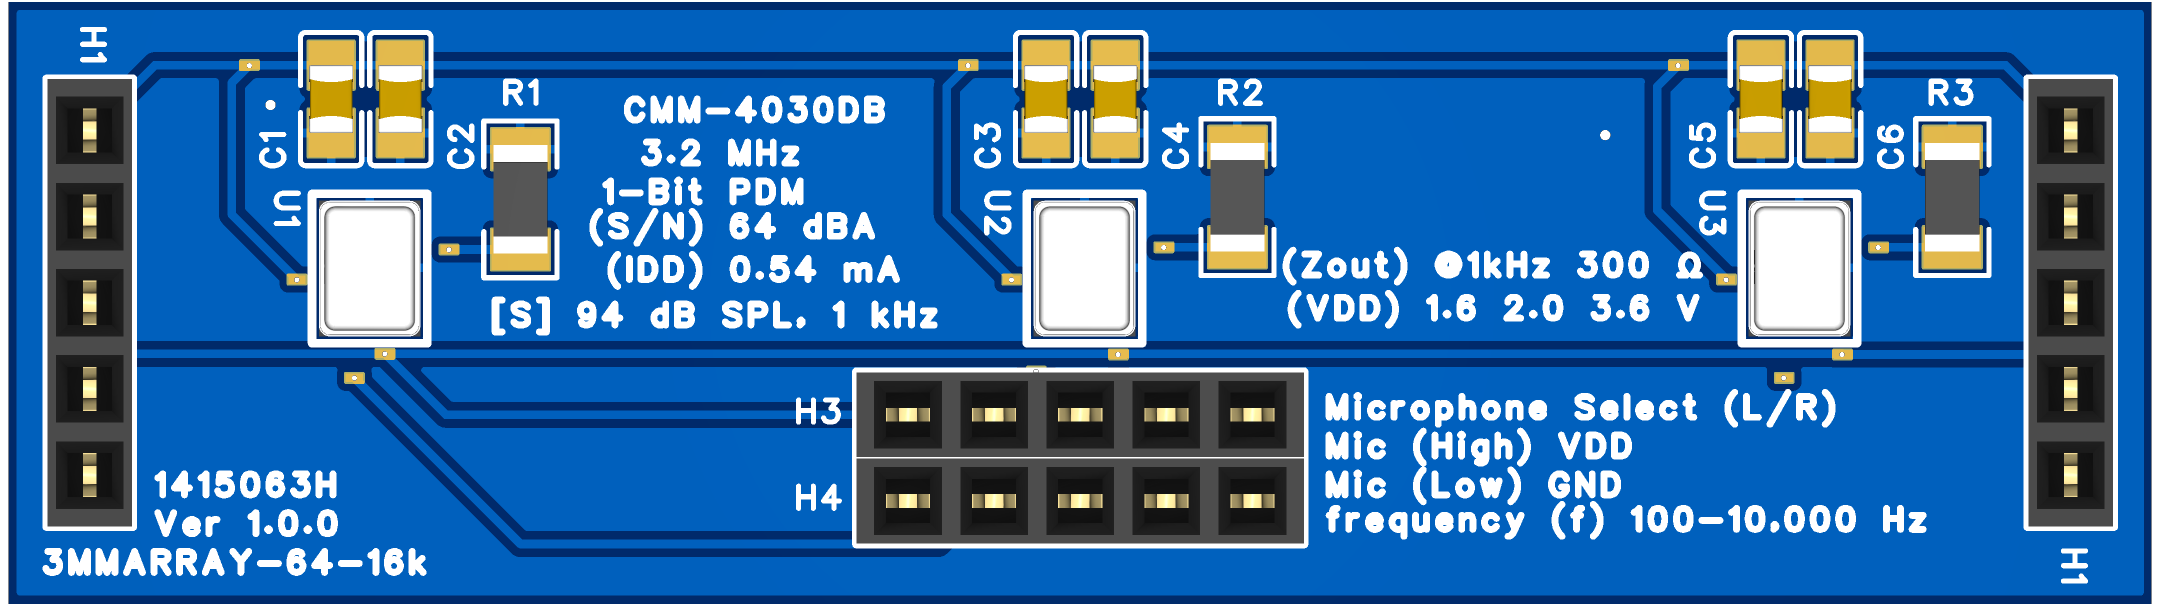 H1
C1
C2
R1
U1
CMM-4030DB
3.2 MHz
1-Bit PDM
(S/N) 64 dBA
(IDD) 0.54 mA
[S] 94 dB SPL, 1 kHz
C3
C4
R2
U2
(Zout) @1kHz 300 Ω
(VDD) 1.6 2.0 3.6 V
C5
C6
R3
U3
H3
H4
Microphone Select (L/R)
Mic (High) VDD
Mic (Low) GND
frequency (f) 100-10,000 Hz
1415063H
Ver 1.0.0
3MMARRAY-64-16k
H1